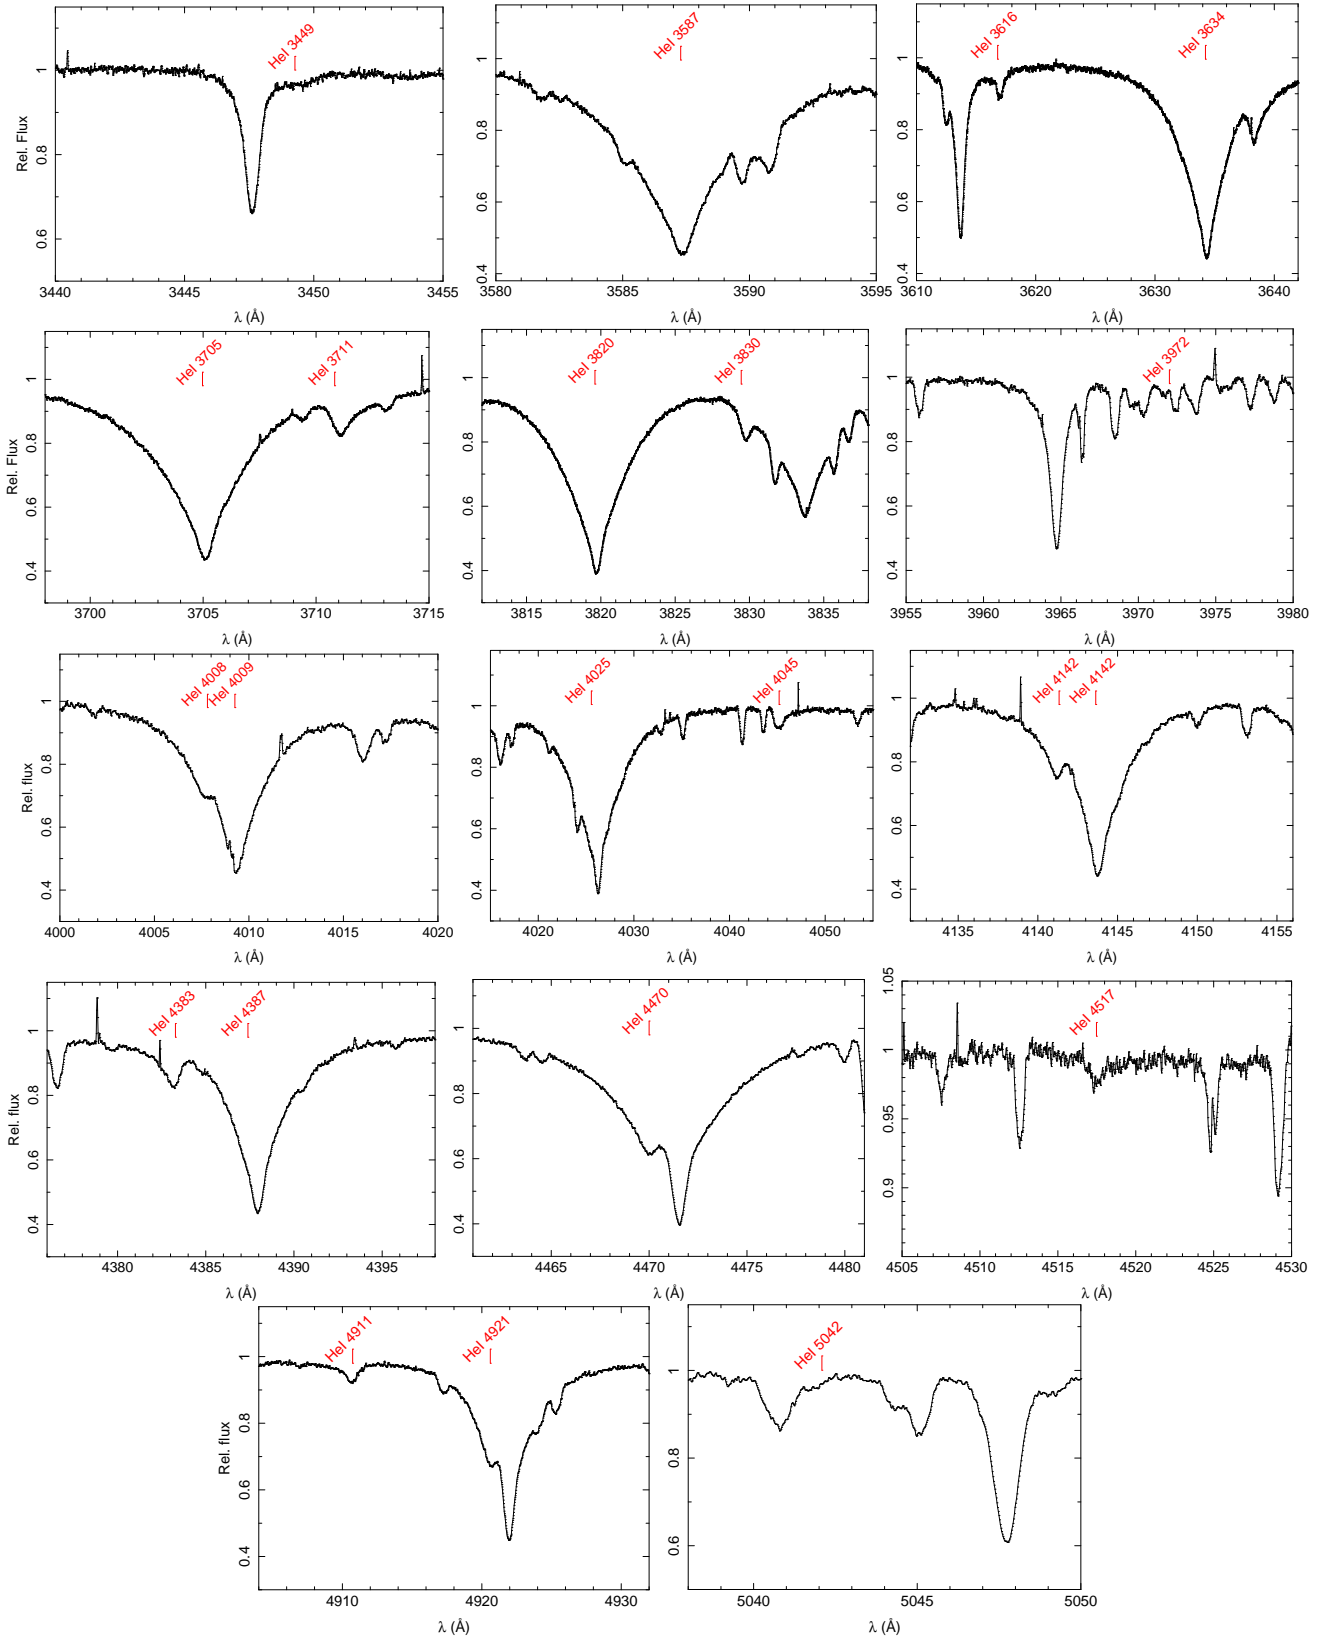 HeI 3449
1
0.8
0.6
Rel. Flux
3440 3445 3450 3455
λ (Å)
HeI 3587
1
0.8
0.6
0.4
3580 3585 3590 3595
λ (Å)
HeI 3616
HeI 3634
1
0.8
0.6
0.4
3610 3620 3630 3640
λ (Å)
HeI 3705
HeI 3711
1
0.8
0.6
0.4
Rel. Flux
3700 3705 3710 3715
λ (Å)
HeI 3820
HeI 3830
1
0.8
0.6
0.4
3815 3820 3825 3830 3835
λ (Å)
HeI 3972
1
0.8
0.6
0.4
3955 3960 3965 3970 3975 3980
λ (Å)
HeI 4008
HeI 4009
1
0.8
0.6
0.4
Rel. flux
4000 4005 4010 4015 4020
λ (Å)
HeI 4025
HeI 4045
1
0.8
0.6
0.4
4020 4030 4040 4050
λ (Å)
HeI 4142
HeI 4142
1
0.8
0.6
0.4
4135 4140 4145 4150 4155
λ (Å)
HeI 4383
HeI 4387
1
0.8
0.6
0.4
Rel. flux
4380 4385 4390 4395
λ (Å)
HeI 4470
1
0.8
0.6
0.4
4465 4470 4475 4480
λ (Å)
HeI 4517
1.05
1
0.95
0.9
4505 4510 4515 4520 4525 4530
λ (Å)
HeI 4911
HeI 4921
1
0.8
0.6
0.4
Rel. flux
4910 4920 4930
λ (Å)
HeI 5042
1
0.8
0.6
5040 5045 5050
λ (Å)